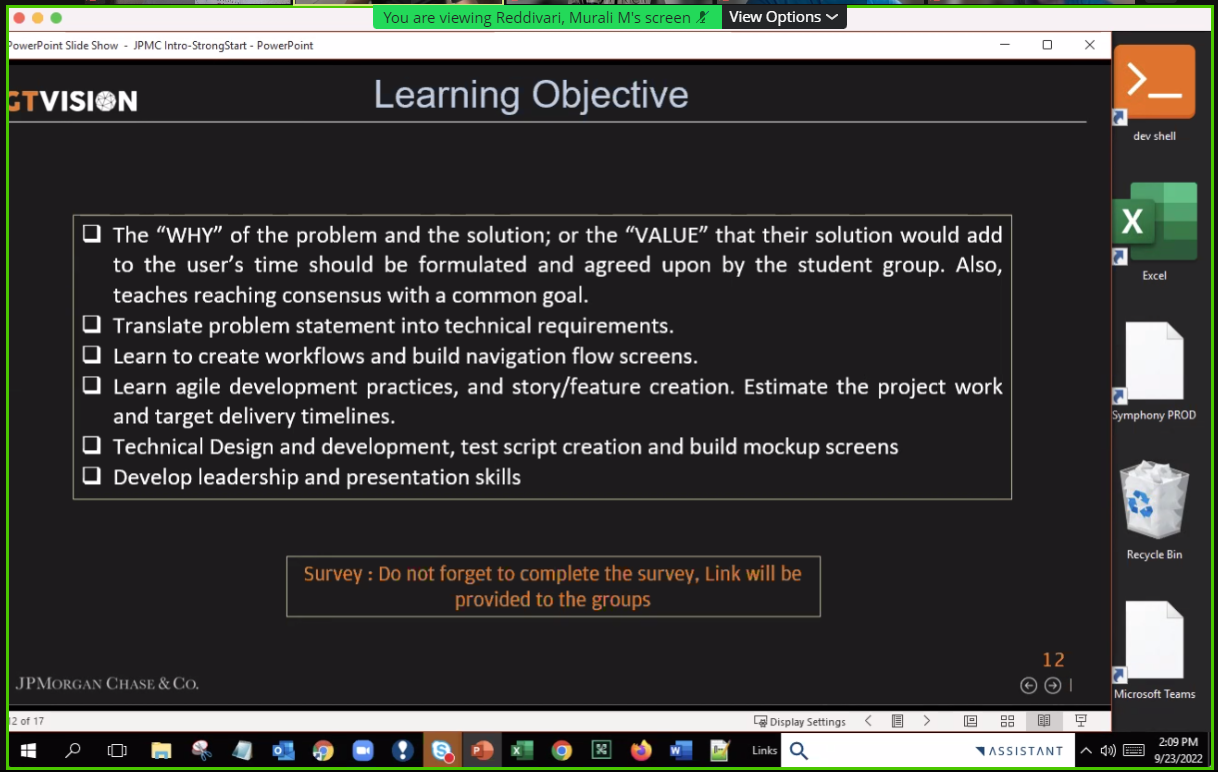 You are viewing Reddivari, Murali M's screen
View Options
PowerPoint Slide Show - JPMC Intro-StrongStart - PowerPoint
GTVISION
Learning Objective
The “WHY” of the problem and the solution; or the “VALUE” that their solution would add
to the user’s time should be formulated and agreed upon by the student group. Also,
teaches reaching consensus with a common goal.
Translate problem statement into technical requirements.
Learn to create workflows and build navigation flow screens.
Learn agile development practices, and story/feature creation. Estimate the project work
and target delivery timelines.
Technical Design and development, test script creation and build mockup screens
Develop leadership and presentation skills
Survey : Do not forget to complete the survey, Link will be
provided to the groups
12
JPMORGAN CHASE & CO.
dev shell
Excel
Symphony PROD
Recycle Bin
Microsoft Teams
12 of 17
Display Settings
Links
ASSISTANT
2:09 PM
9/23/2022